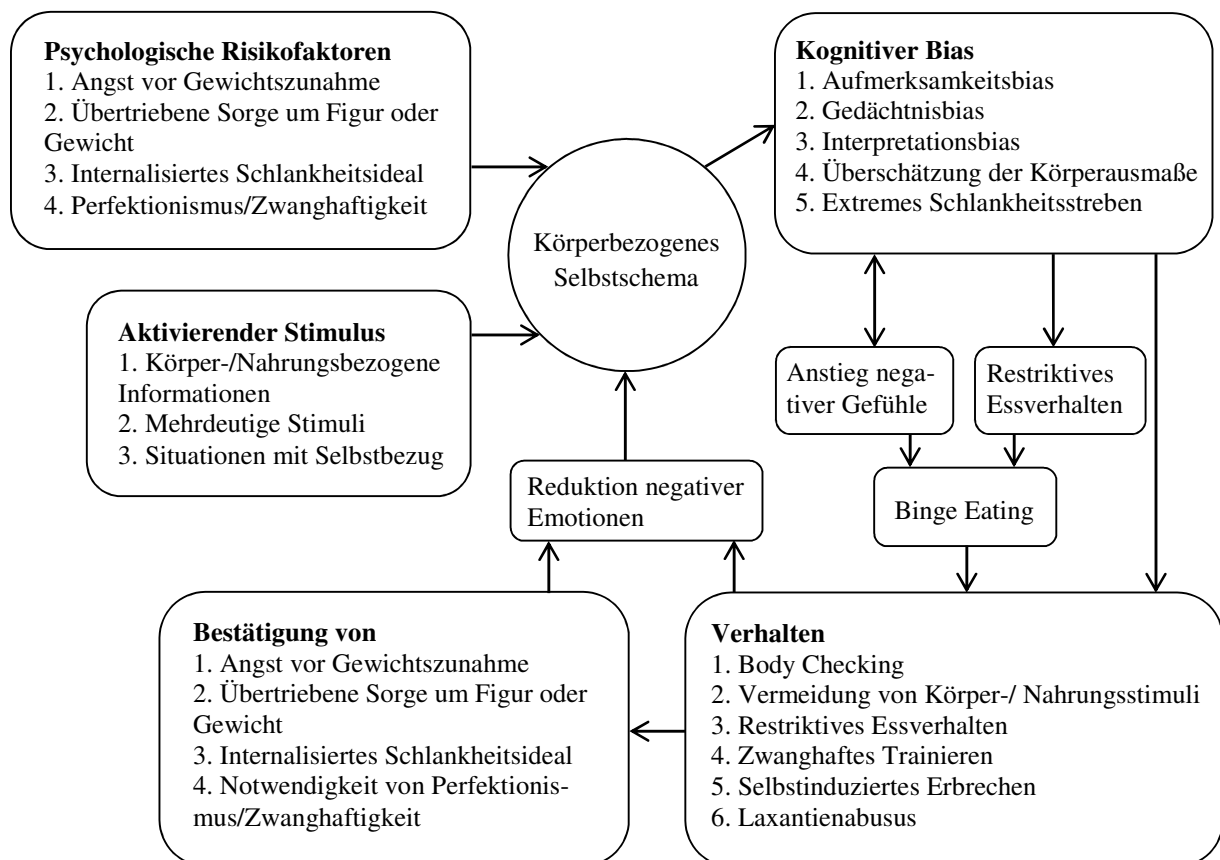 Psychologische Risikofaktoren
1. Angst vor Gewichtszunahme
2. Übertriebene Sorge um Figur oder
Gewicht
3. Internalisiertes Schlankheitsideal
4. Perfektionismus/Zwanghaftigkeit
Kognitiver Bias
1. Aufmerksamkeitsbias
2. Gedächtnisbias
3. Interpretationsbias
4. Überschätzung der Körperausmaße
5. Extremes Schlankheitsstreben
Körperbezogenes
Selbstschema
Aktivierender Stimulus
1. Körper-/Nahrungsbezogene
Informationen
2. Mehrdeutige Stimuli
3. Situationen mit Selbstbezug
Anstieg nega-
tiver Gefühle
Restriktives
Essverhalten
Reduktion negativer
Emotionen
Binge Eating
Bestätigung von
1. Angst vor Gewichtszunahme
2. Übertriebene Sorge um Figur oder
Gewicht
3. Internalisiertes Schlankheitsideal
4. Notwendigkeit von Perfektionis-
mus/Zwanghaftigkeit
Verhalten
1. Body Checking
2. Vermeidung von Körper-/ Nahrungsstimuli
3. Restriktives Essverhalten
4. Zwanghaftes Trainieren
5. Selbstinduziertes Erbrechen
6. Laxantienabusus